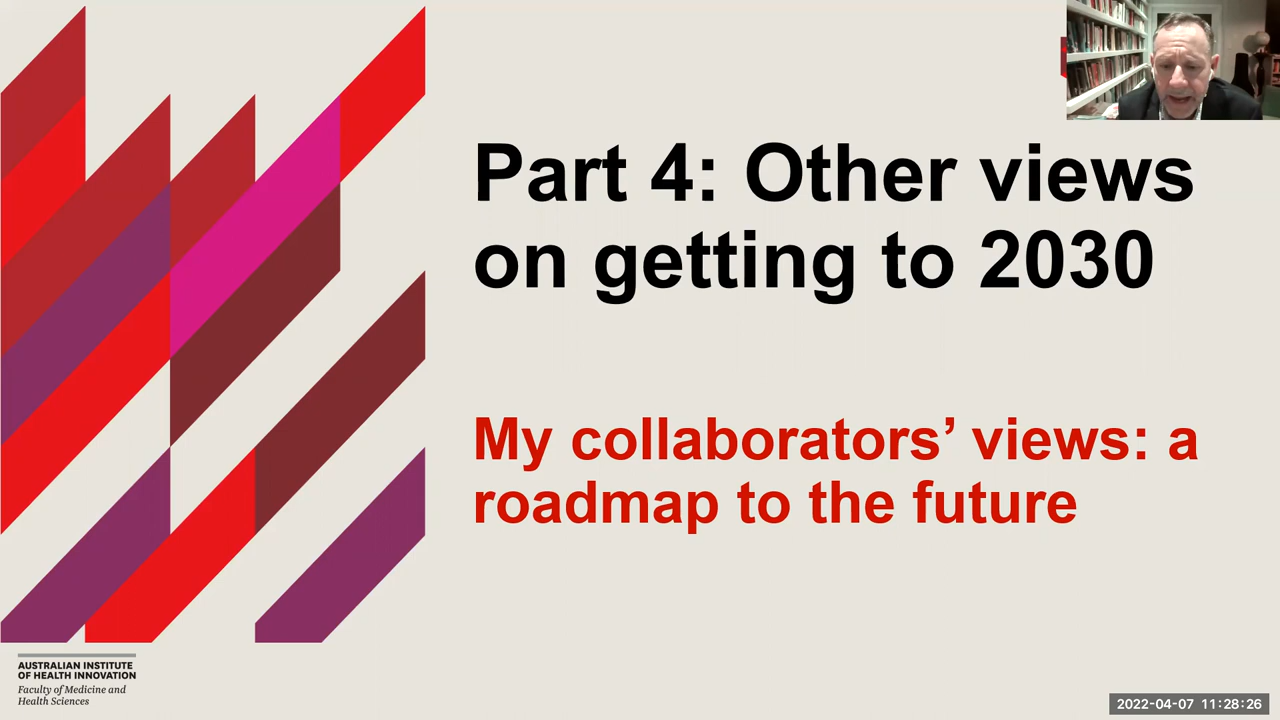 Part 4: Other views
on getting to 2030
My collaborators’ views: a
roadmap to the future
AUSTRALIAN INSTITUTE
OF HEALTH INNOVATION
Faculty of Medicine and
Health Sciences
2022-04-07 11:28:26